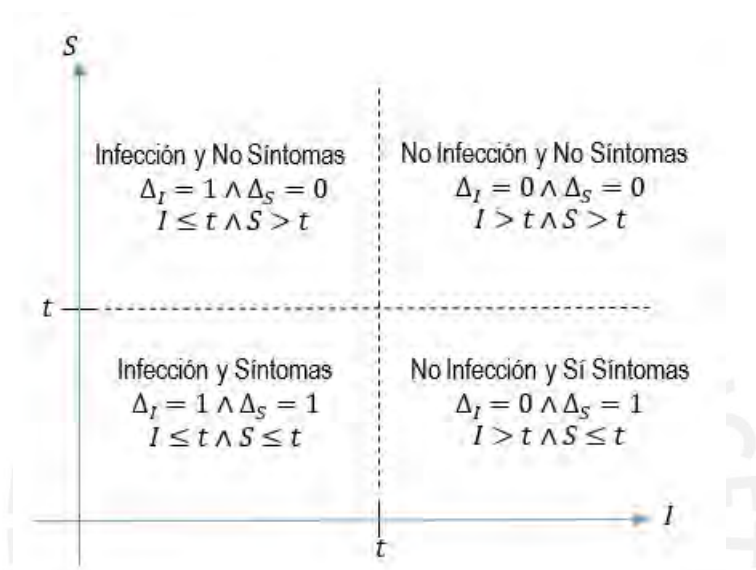 S
Infección y No Síntomas
Δ_I = 1 ∧ Δ_S = 0
I ≤ t ∧ S > t
No Infección y No Síntomas
Δ_I = 0 ∧ Δ_S = 0
I > t ∧ S > t
t
Infección y Síntomas
Δ_I = 1 ∧ Δ_S = 1
I ≤ t ∧ S ≤ t
No Infección y Sí Síntomas
Δ_I = 0 ∧ Δ_S = 1
I > t ∧ S ≤ t
I
t